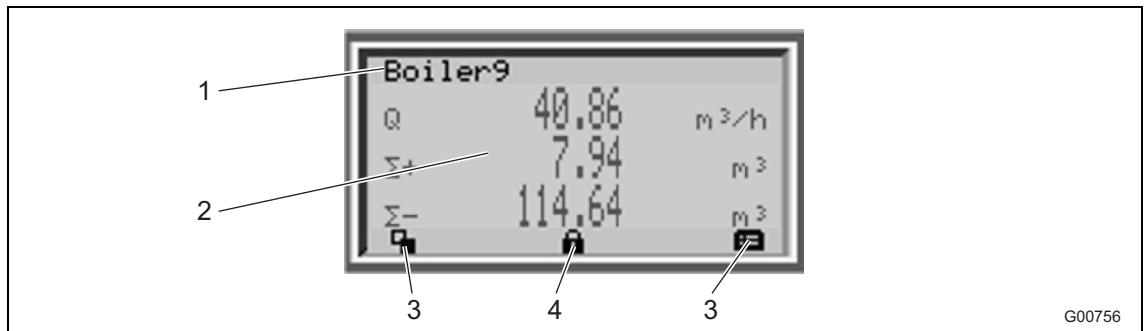 1
Boiler9
Q 40.86 m³/h
Σ+ 7.94 m³
2
Σ- 114.64 m³
3 4 3
G00756